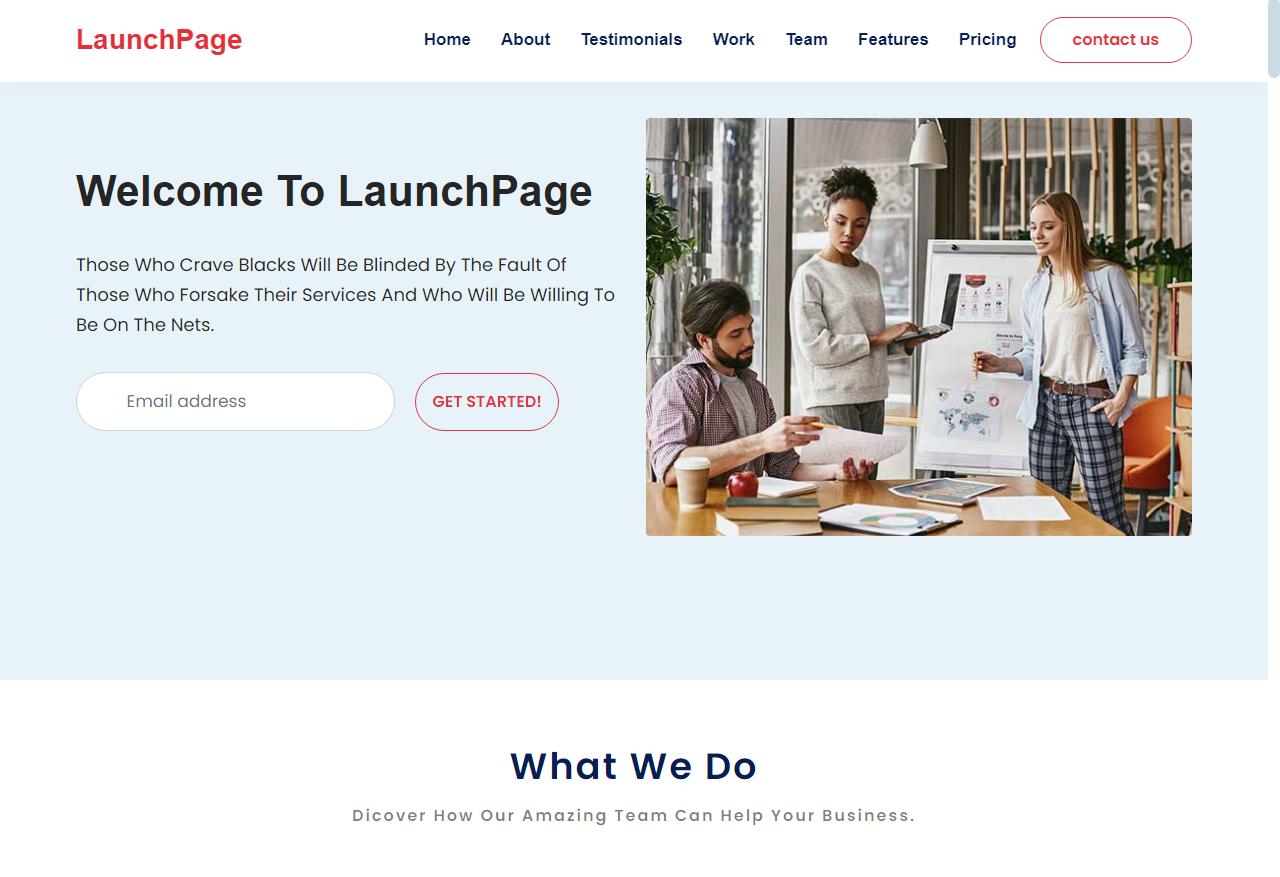 LaunchPage
Home About Testimonials Work Team Features Pricing contact us
Welcome To LaunchPage
Those Who Crave Blacks Will Be Blinded By The Fault Of
Those Who Forsake Their Services And Who Will Be Willing To
Be On The Nets.
Email address GET STARTED!
What We Do
Dicover How Our Amazing Team Can Help Your Business.